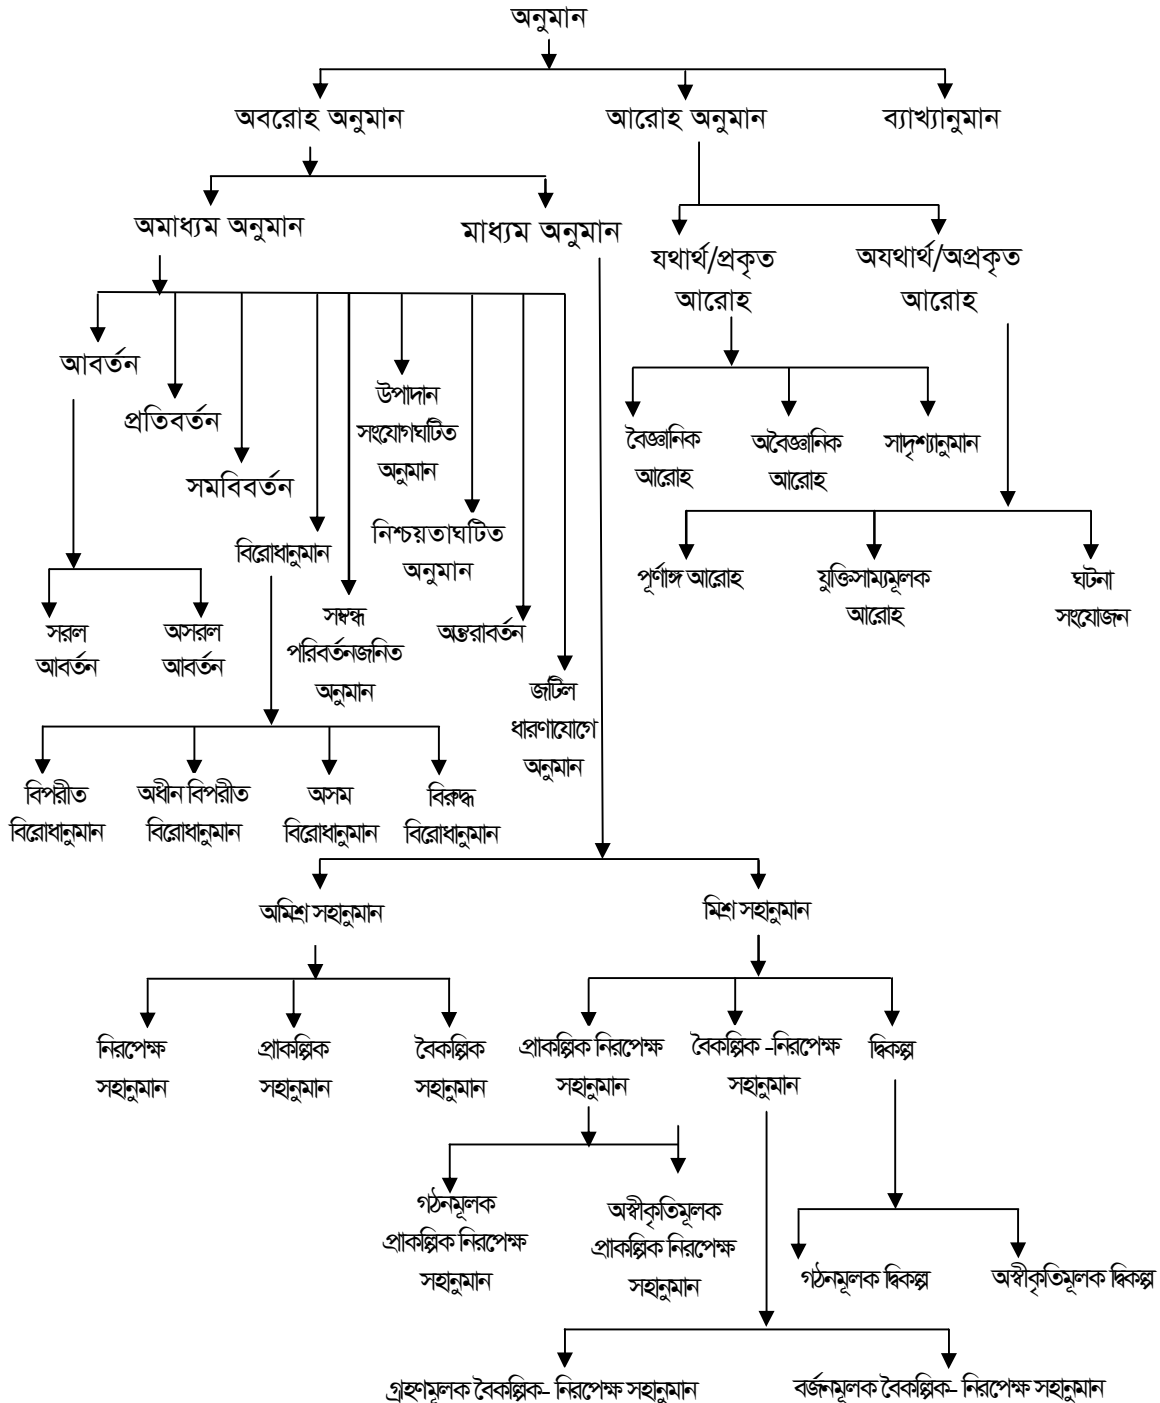 অনুমান
অবরোহ অনুমান
আরোহ অনুমান
ব্যাখ্যানুমান
অমাধ্যম অনুমান
মাধ্যম অনুমান
যথার্থ/প্রকৃত
আরোহ
অযথার্থ/অপ্রকৃত
আরোহ
আবর্তন
প্রতিবর্তন
সমবিবর্তন
বিরোধানুমান
সম্বন্ধ
পরিবর্তনজনিত
অনুমান
উপাদান
সংযোগঘটিত
অনুমান
নিশ্চয়তাঘটিত
অনুমান
অন্তরাবর্তন
জটিল
ধারণাযোগে
অনুমান
বৈজ্ঞানিক
আরোহ
অবৈজ্ঞানিক
আরোহ
সাদৃশ্যানুমান
পূর্ণাঙ্গ আরোহ
যুক্তিসাম্যমূলক
আরোহ
ঘটনা
সংযোজন
সরল
আবর্তন
অসরল
আবর্তন
বিপরীত
বিরোধানুমান
অধীন বিপরীত
বিরোধানুমান
অসম
বিরোধানুমান
বিরুদ্ধ
বিরোধানুমান
অমিশ্র সহানুমান
মিশ্র সহানুমান
নিরপেক্ষ
সহানুমান
প্রাকল্পিক
সহানুমান
বৈকল্পিক
সহানুমান
প্রাকল্পিক নিরপেক্ষ
সহানুমান
বৈকল্পিক -নিরপেক্ষ
সহানুমান
দ্বিকল্প
গঠনমূলক
প্রাকল্পিক নিরপেক্ষ
সহানুমান
অস্বীকৃতিমূলক
প্রাকল্পিক নিরপেক্ষ
সহানুমান
গঠনমূলক দ্বিকল্প
অস্বীকৃতিমূলক দ্বিকল্প
গ্রহণমূলক বৈকল্পিক- নিরপেক্ষ সহানুমান
বর্জনমূলক বৈকল্পিক- নিরপেক্ষ সহানুমান